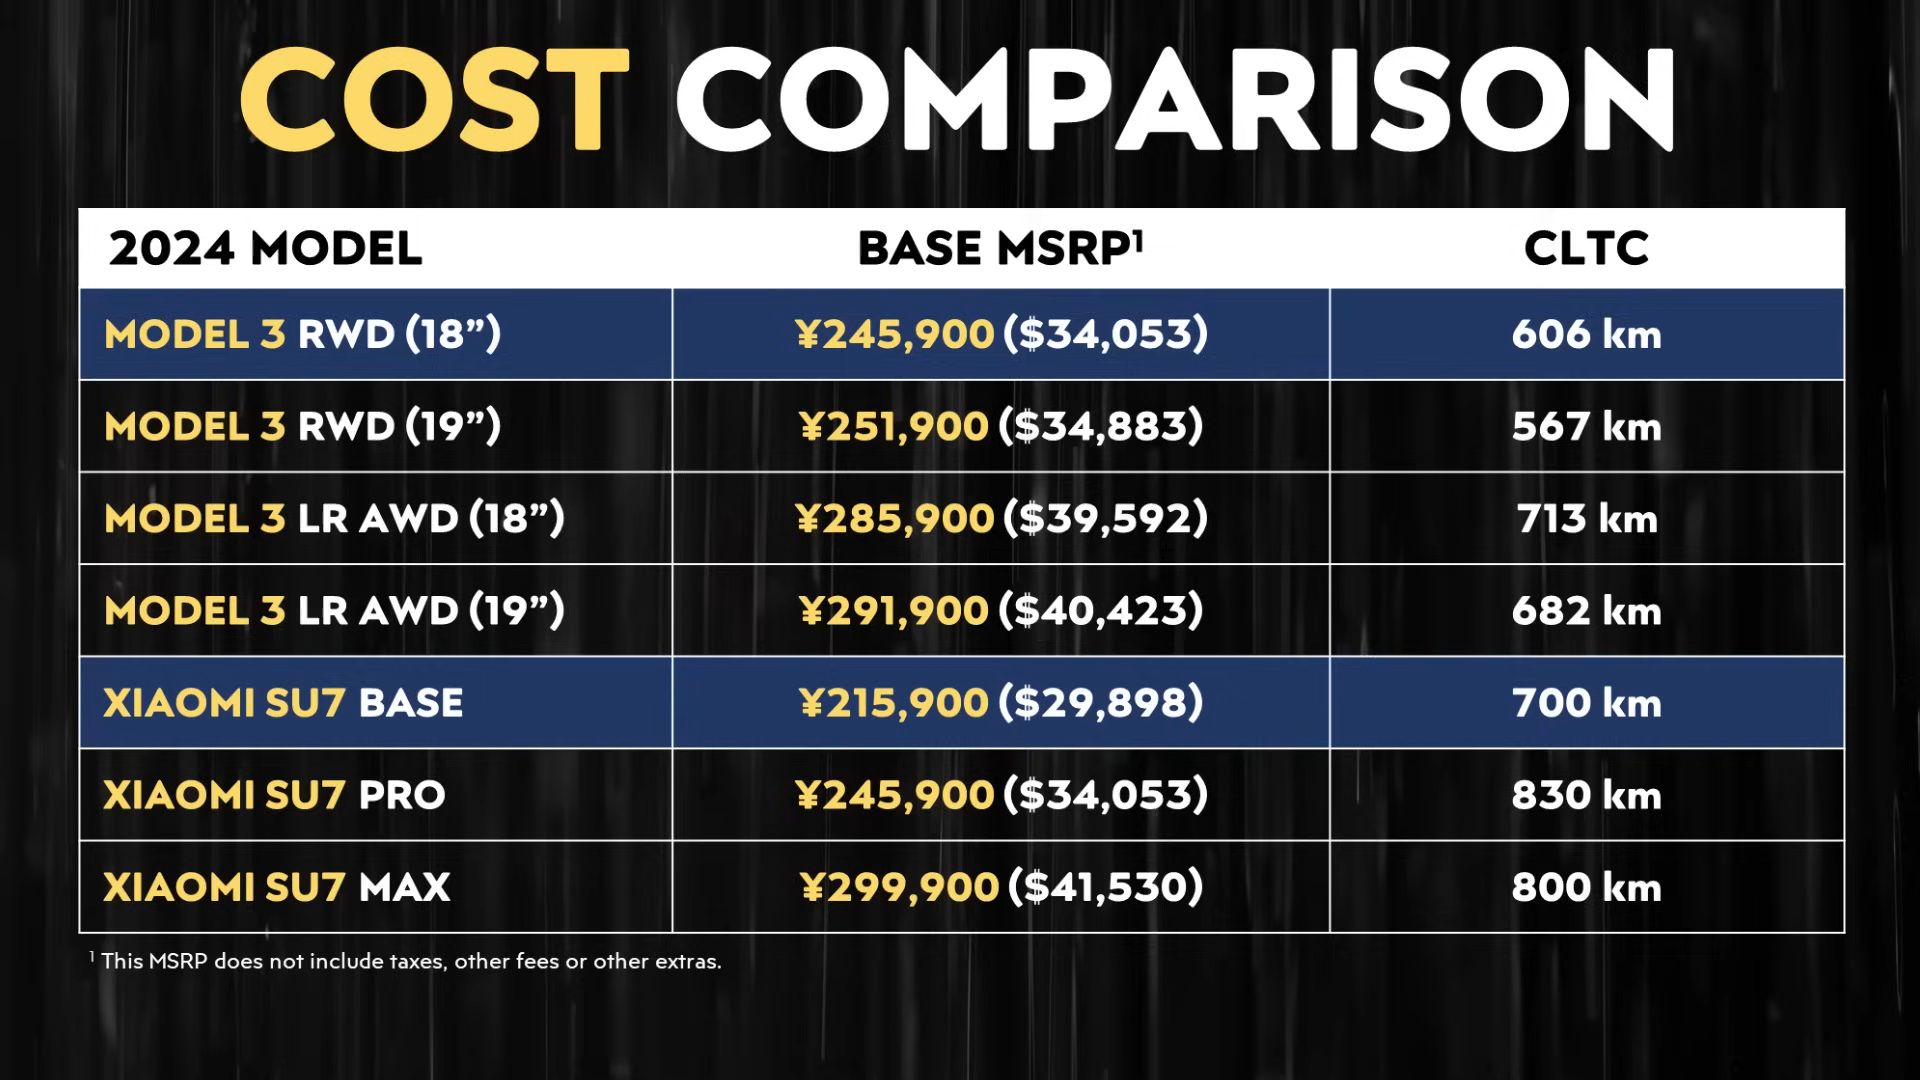 COST COMPARISON
2024 MODEL BASE MSRP¹ CLTC
MODEL 3 RWD (18”) ¥245,900 ($34,053) 606 km
MODEL 3 RWD (19”) ¥251,900 ($34,883) 567 km
MODEL 3 LR AWD (18”) ¥285,900 ($39,592) 713 km
MODEL 3 LR AWD (19”) ¥291,900 ($40,423) 682 km
XIAOMI SU7 BASE ¥215,900 ($29,898) 700 km
XIAOMI SU7 PRO ¥245,900 ($34,053) 830 km
XIAOMI SU7 MAX ¥299,900 ($41,530) 800 km
¹ This MSRP does not include taxes, other fees or other extras.